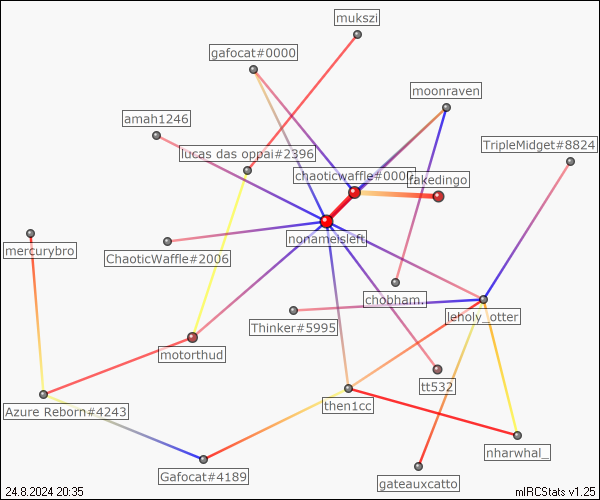 mukszi
gafocat#0000
moonraven
amah1246
TripleMidget#8824
lucas das oppai#2396
chaoticwaffle#000
fakedingo
nonameisleft
mercurybro
ChaoticWaffle#2006
chobham.
leholy_otter
Thinker#5995
motorthud
tt532
Azure Reborn#4243
then1cc
nharwhal_
Gafocat#4189
gateauxcatto
24.8.2024 20:35
mIRCStats v1.25